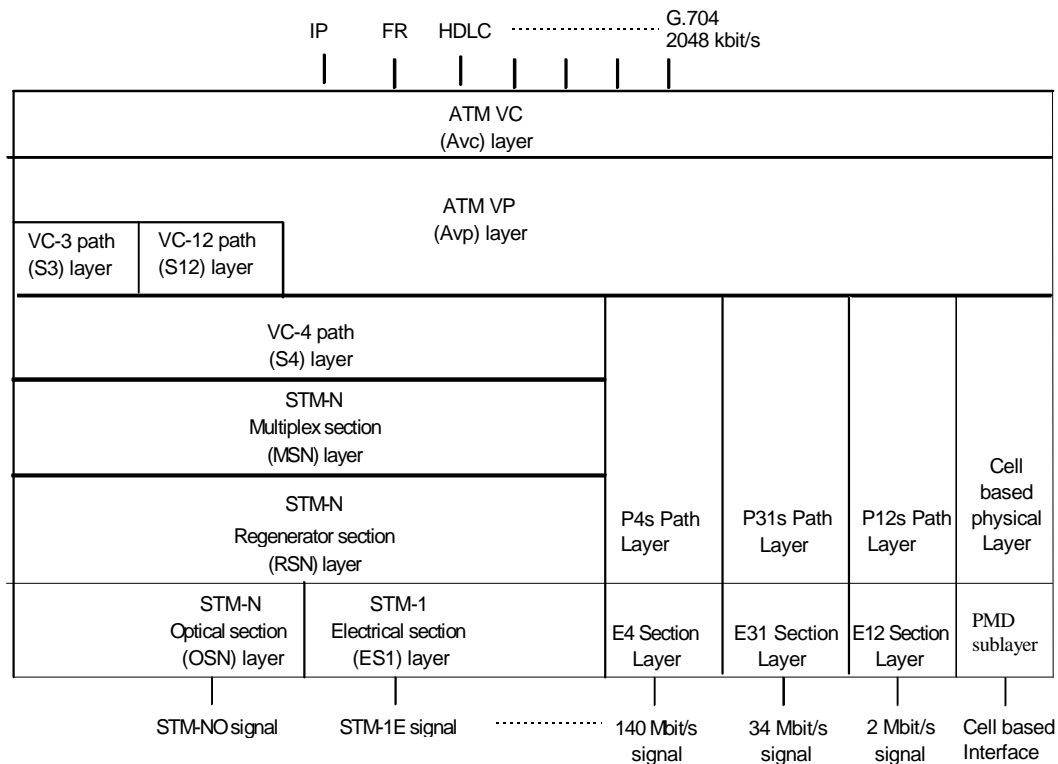 IP FR HDLC G.704
2048 kbit/s
ATM VC
(Avc) layer
ATM VP
(Avp) layer
VC-3 path
(S3) layer
VC-12 path
(S12) layer
VC-4 path
(S4) layer
STM-N
Multiplex section
(MSN) layer
STM-N
Regenerator section
(RSN) layer
P4s Path
Layer
P31s Path
Layer
P12s Path
Layer
Cell
based
physical
Layer
STM-N
Optical section
(OSN) layer
STM-1
Electrical section
(ES1) layer
E4 Section
Layer
E31 Section
Layer
E12 Section
Layer
PMD
sublayer
STM-NO signal
STM-1E signal
140 Mbit/s
signal
34 Mbit/s
signal
2 Mbit/s
signal
Cell based
Interface